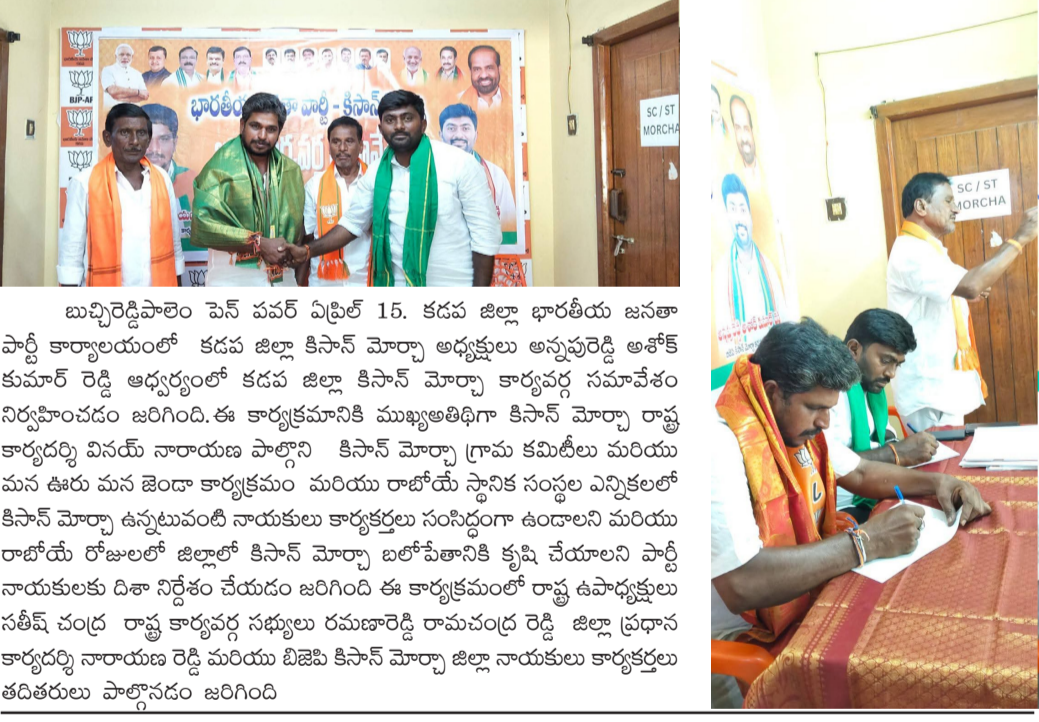 BJP-AP
భారతీయ
పార్టీ - కిసాన్
SC / ST
MORCHA
SC / ST
MORCHA
బుచ్చిరెడ్డిపాలెం పెన్ పవర్ ఏప్రిల్ 15. కడప జిల్లా భారతీయ జనతా
పార్టీ కార్యాలయంలో కడప జిల్లా కిసాన్ మోర్చా అధ్యక్షులు అన్నపురెడ్డి అశోక్
కుమార్ రెడ్డి ఆధ్వర్యంలో కడప జిల్లా కిసాన్ మోర్చా కార్యవర్గ సమావేశం
నిర్వహించడం జరిగింది.ఈ కార్యక్రమానికి ముఖ్యఅతిథిగా కిసాన్ మోర్చా రాష్ట్ర
కార్యదర్శి వినయ్ నారాయణ పాల్గొని కిసాన్ మోర్చా గ్రామ కమిటీలు మరియు
మన ఊరు మన జెండా కార్యక్రమం మరియు రాబోయే స్థానిక సంస్థల ఎన్నికలలో
కిసాన్ మోర్చా ఉన్నటువంటి నాయకులు కార్యకర్తలు సంసిద్ధంగా ఉండాలని మరియు
రాబోయే రోజులలో జిల్లాలో కిసాన్ మోర్చా బలోపేతానికి కృషి చేయాలని పార్టీ
నాయకులకు దిశా నిర్దేశం చేయడం జరిగింది ఈ కార్యక్రమంలో రాష్ట్ర ఉపాధ్యక్షులు
సతీష్ చంద్ర రాష్ట్ర కార్యవర్గ సభ్యులు రమణారెడ్డి రామచంద్ర రెడ్డి జిల్లా ప్రధాన
కార్యదర్శి నారాయణ రెడ్డి మరియు బిజెపి కిసాన్ మోర్చా జిల్లా నాయకులు కార్యకర్తలు
తదితరులు పాల్గొనడం జరిగింది